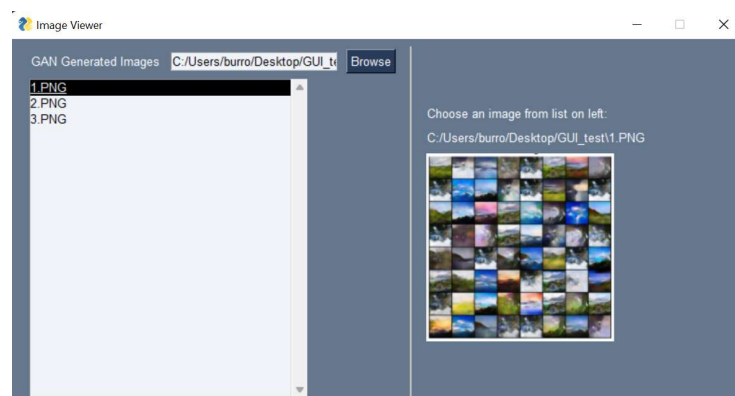 Image Viewer
GAN Generated Images C:/Users/burro/Desktop/GUI_te Browse
1.PNG
2.PNG
3.PNG
Choose an image from list on left:
C:/Users/burro/Desktop/GUI_test\1.PNG